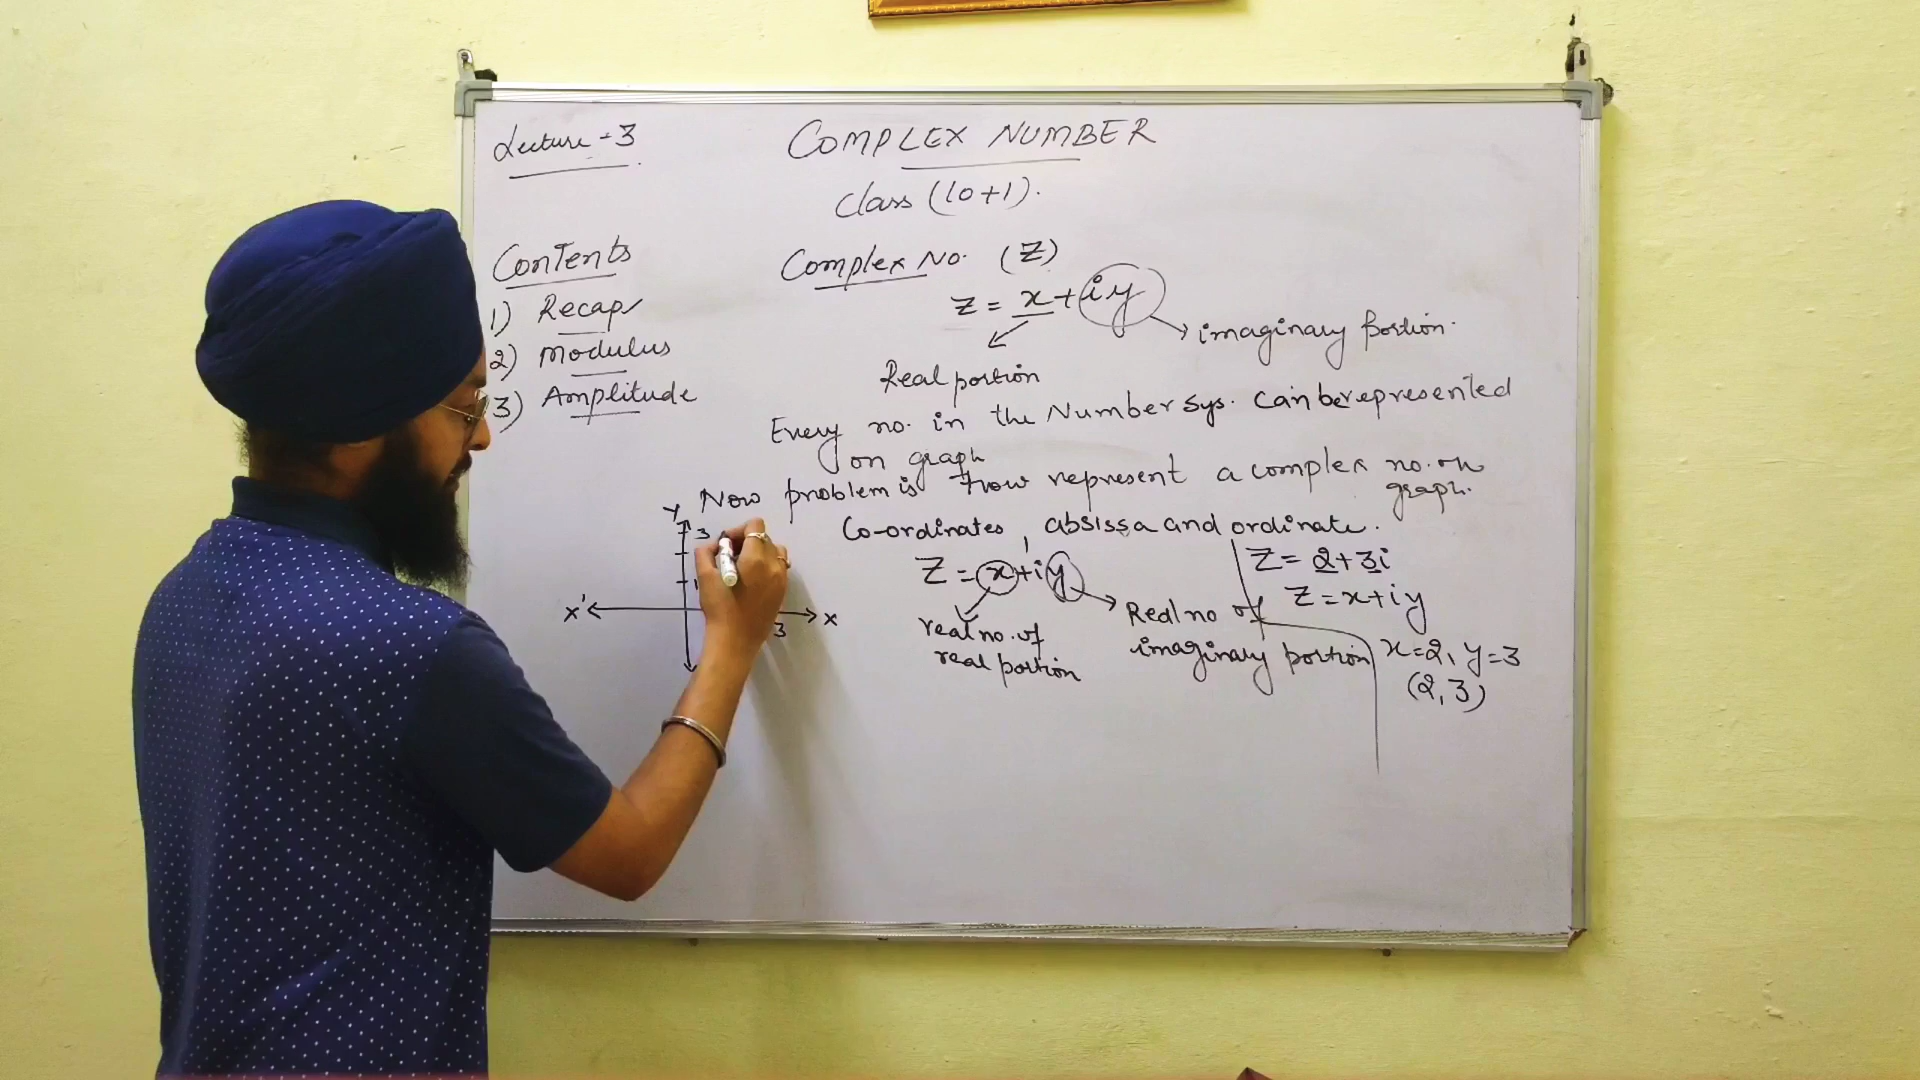 Lecture - 3
COMPLEX NUMBER
Class (10+1).
Contents
1) Recap
2) Modulus
3) Amplitude
Complex No. (Z)
Z = x + iy
imaginary portion.
Real portion
Every no. in the Number Sys. Can be represented
on graph
Now problem is How represent a complex no. on
graph.
Co-ordinates, absissa and ordinate.
Z = x + iy
real no. of
real portion
Real no of
imaginary portion
Z = 2 + 3i
Z = x + iy
x = 2, y = 3
(2, 3)
Y
3
1
X'
X
3